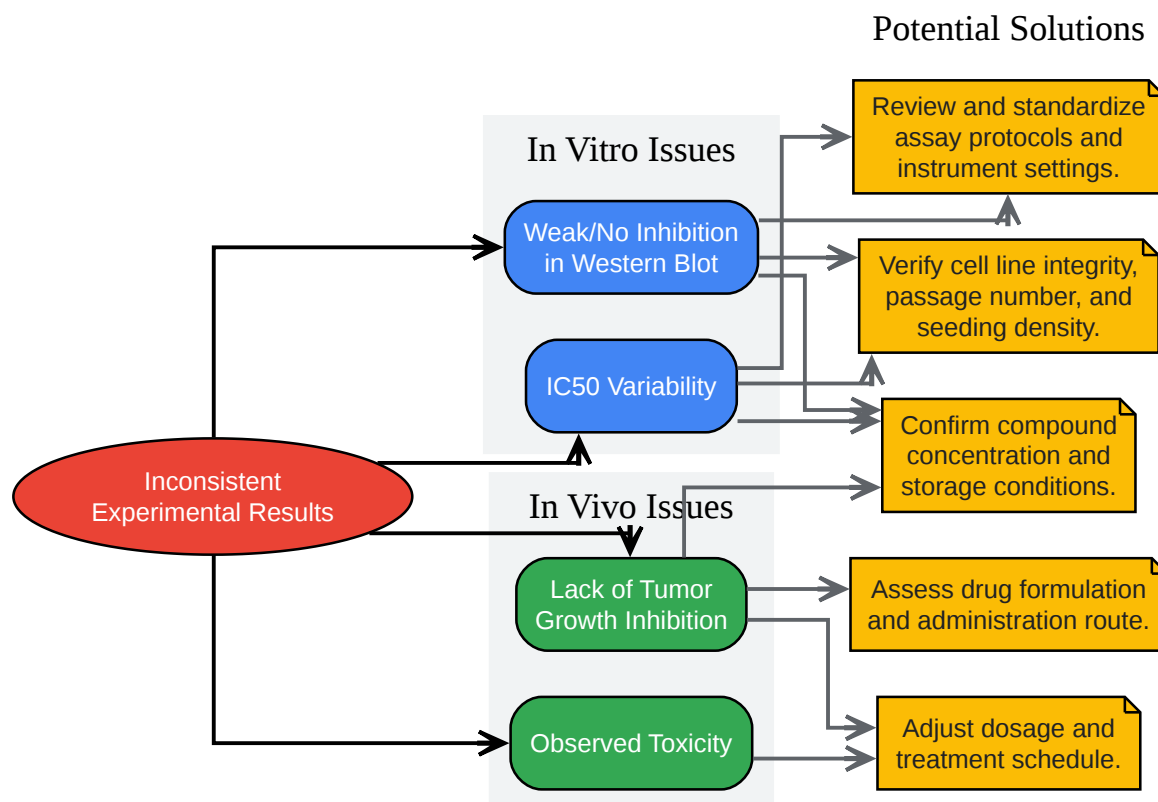 Potential Solutions
Review and standardize
assay protocols and
instrument settings.
In Vitro Issues
Weak/No Inhibition
in Western Blot
Verify cell line integrity,
passage number, and
seeding density.
IC50 Variability
Confirm compound
concentration and
storage conditions.
Inconsistent
Experimental Results
In Vivo Issues
Lack of Tumor
Growth Inhibition
Assess drug formulation
and administration route.
Observed Toxicity
Adjust dosage and
treatment schedule.